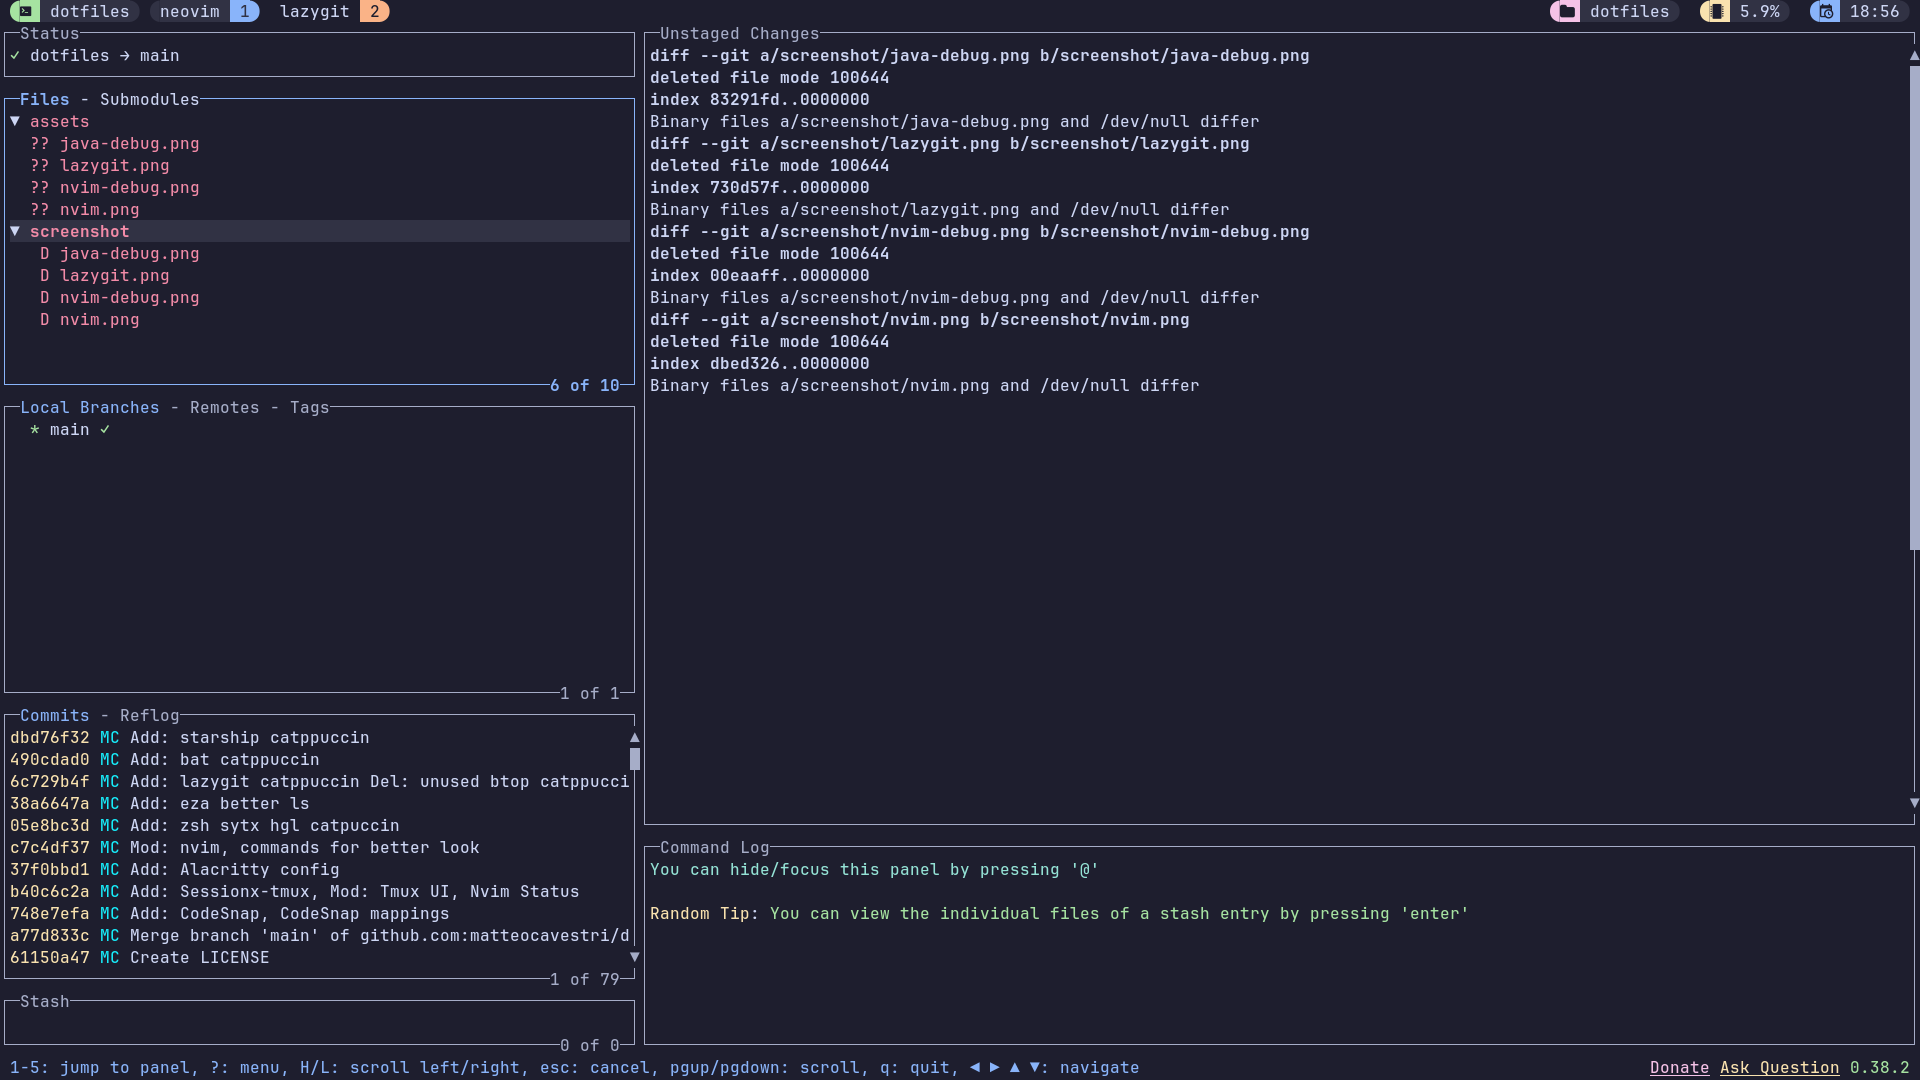 dotfiles neovim 1 lazygit 2 dotfiles 5.9% 18:56
Status
✓ dotfiles → main
Files - Submodules
▼ assets
?? java-debug.png
?? lazygit.png
?? nvim-debug.png
?? nvim.png
▼ screenshot
D java-debug.png
D lazygit.png
D nvim-debug.png
D nvim.png
6 of 10
Local Branches - Remotes - Tags
* main ✓
1 of 1
Commits - Reflog
dbd76f32 MC Add: starship catppuccin
490cdad0 MC Add: bat catppuccin
6c729b4f MC Add: lazygit catppuccin Del: unused btop catppucci
38a6647a MC Add: eza better ls
05e8bc3d MC Add: zsh sytx hgl catpuccin
c7c4df37 MC Mod: nvim, commands for better look
37f0bbd1 MC Add: Alacritty config
b40c6c2a MC Add: Sessionx-tmux, Mod: Tmux UI, Nvim Status
748e7efa MC Add: CodeSnap, CodeSnap mappings
a77d833c MC Merge branch 'main' of github.com:matteocavestri/d
61150a47 MC Create LICENSE
1 of 79
Stash
0 of 0
Unstaged Changes
diff --git a/screenshot/java-debug.png b/screenshot/java-debug.png
deleted file mode 100644
index 83291fd..0000000
Binary files a/screenshot/java-debug.png and /dev/null differ
diff --git a/screenshot/lazygit.png b/screenshot/lazygit.png
deleted file mode 100644
index 730d57f..0000000
Binary files a/screenshot/lazygit.png and /dev/null differ
diff --git a/screenshot/nvim-debug.png b/screenshot/nvim-debug.png
deleted file mode 100644
index 00eaaff..0000000
Binary files a/screenshot/nvim-debug.png and /dev/null differ
diff --git a/screenshot/nvim.png b/screenshot/nvim.png
deleted file mode 100644
index dbed326..0000000
Binary files a/screenshot/nvim.png and /dev/null differ
Command Log
You can hide/focus this panel by pressing '@'
Random Tip: You can view the individual files of a stash entry by pressing 'enter'
1-5: jump to panel, ?: menu, H/L: scroll left/right, esc: cancel, pgup/pgdown: scroll, q: quit, ◄ ► ▲ ▼: navigate
Donate Ask Question 0.38.2